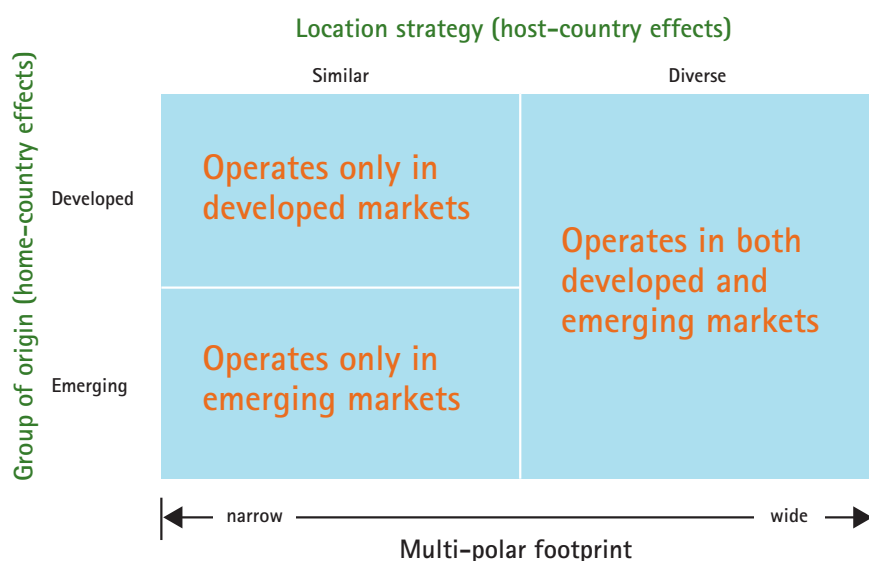 Location strategy (host-country effects)
Similar
Diverse
Group of origin (home-country effects)
Developed
Emerging
Operates only in
developed markets
Operates only in
emerging markets
Operates in both
developed and
emerging markets
narrow
wide
Multi-polar footprint